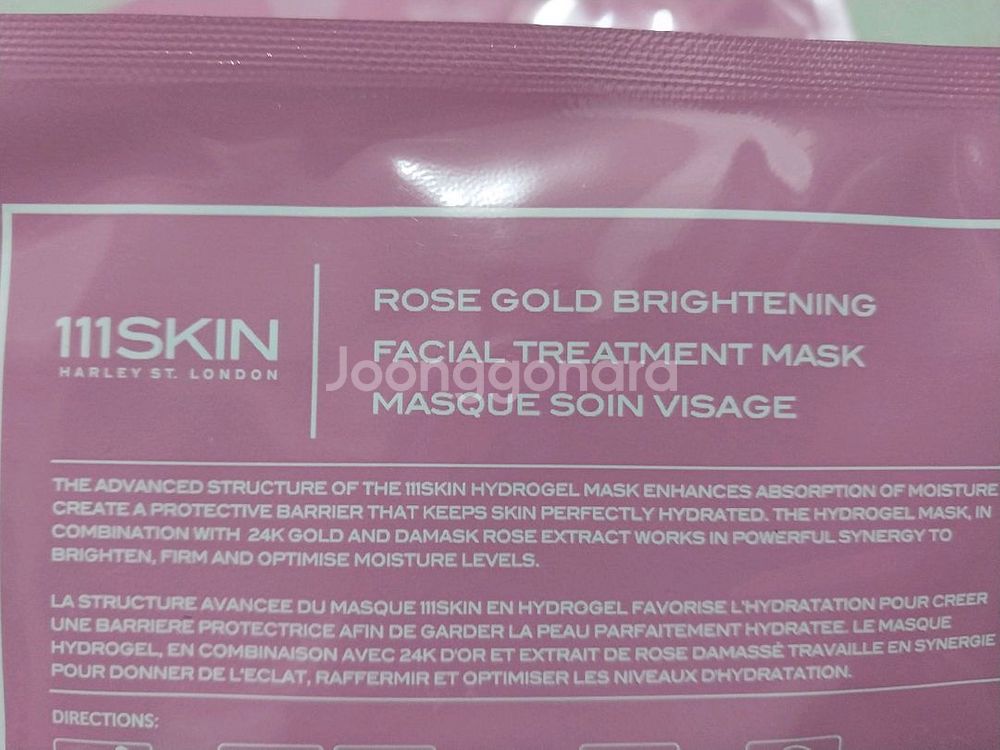 111SKIN
HARLEY ST. LONDON
ROSE GOLD BRIGHTENING
FACIAL TREATMENT MASK
MASQUE SOIN VISAGE
Joonggonara
THE ADVANCED STRUCTURE OF THE 111SKIN HYDROGEL MASK ENHANCES ABSORPTION OF MOISTURE
CREATE A PROTECTIVE BARRIER THAT KEEPS SKIN PERFECTLY HYDRATED. THE HYDROGEL MASK, IN
COMBINATION WITH 24K GOLD AND DAMASK ROSE EXTRACT WORKS IN POWERFUL SYNERGY TO
BRIGHTEN, FIRM AND OPTIMISE MOISTURE LEVELS.
LA STRUCTURE AVANCEE DU MASQUE 111SKIN EN HYDROGEL FAVORISE L'HYDRATATION POUR CREER
UNE BARRIERE PROTECTRICE AFIN DE GARDER LA PEAU PARFAITEMENT HYDRATEE. LE MASQUE
HYDROGEL, EN COMBINAISON AVEC 24K D'OR ET EXTRAIT DE ROSE DAMASSÉ TRAVAILLE EN SYNERGIE
POUR DONNER DE L'ECLAT, RAFFERMIR ET OPTIMISER LES NIVEAUX D'HYDRATATION.
DIRECTIONS: